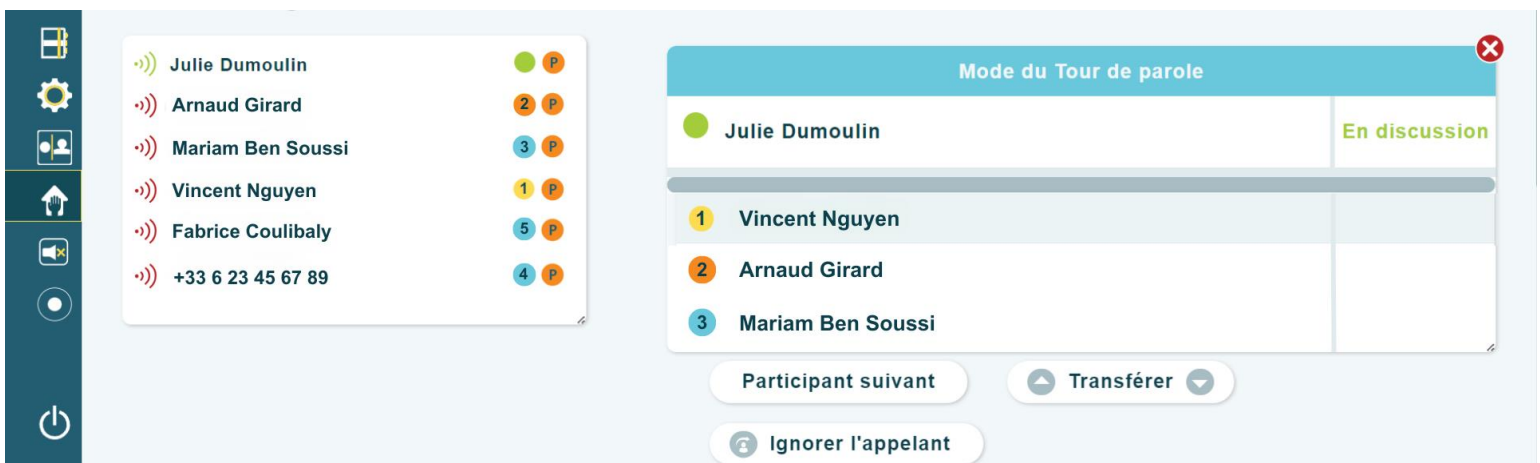 Julie Dumoulin P
Arnaud Girard 2 P
Mariam Ben Soussi 3 P
Vincent Nguyen 1 P
Fabrice Coulibaly 5 P
+33 6 23 45 67 89 4 P
Mode du Tour de parole
Julie Dumoulin En discussion
1 Vincent Nguyen
2 Arnaud Girard
3 Mariam Ben Soussi
Participant suivant Transférer
Ignorer l'appelant